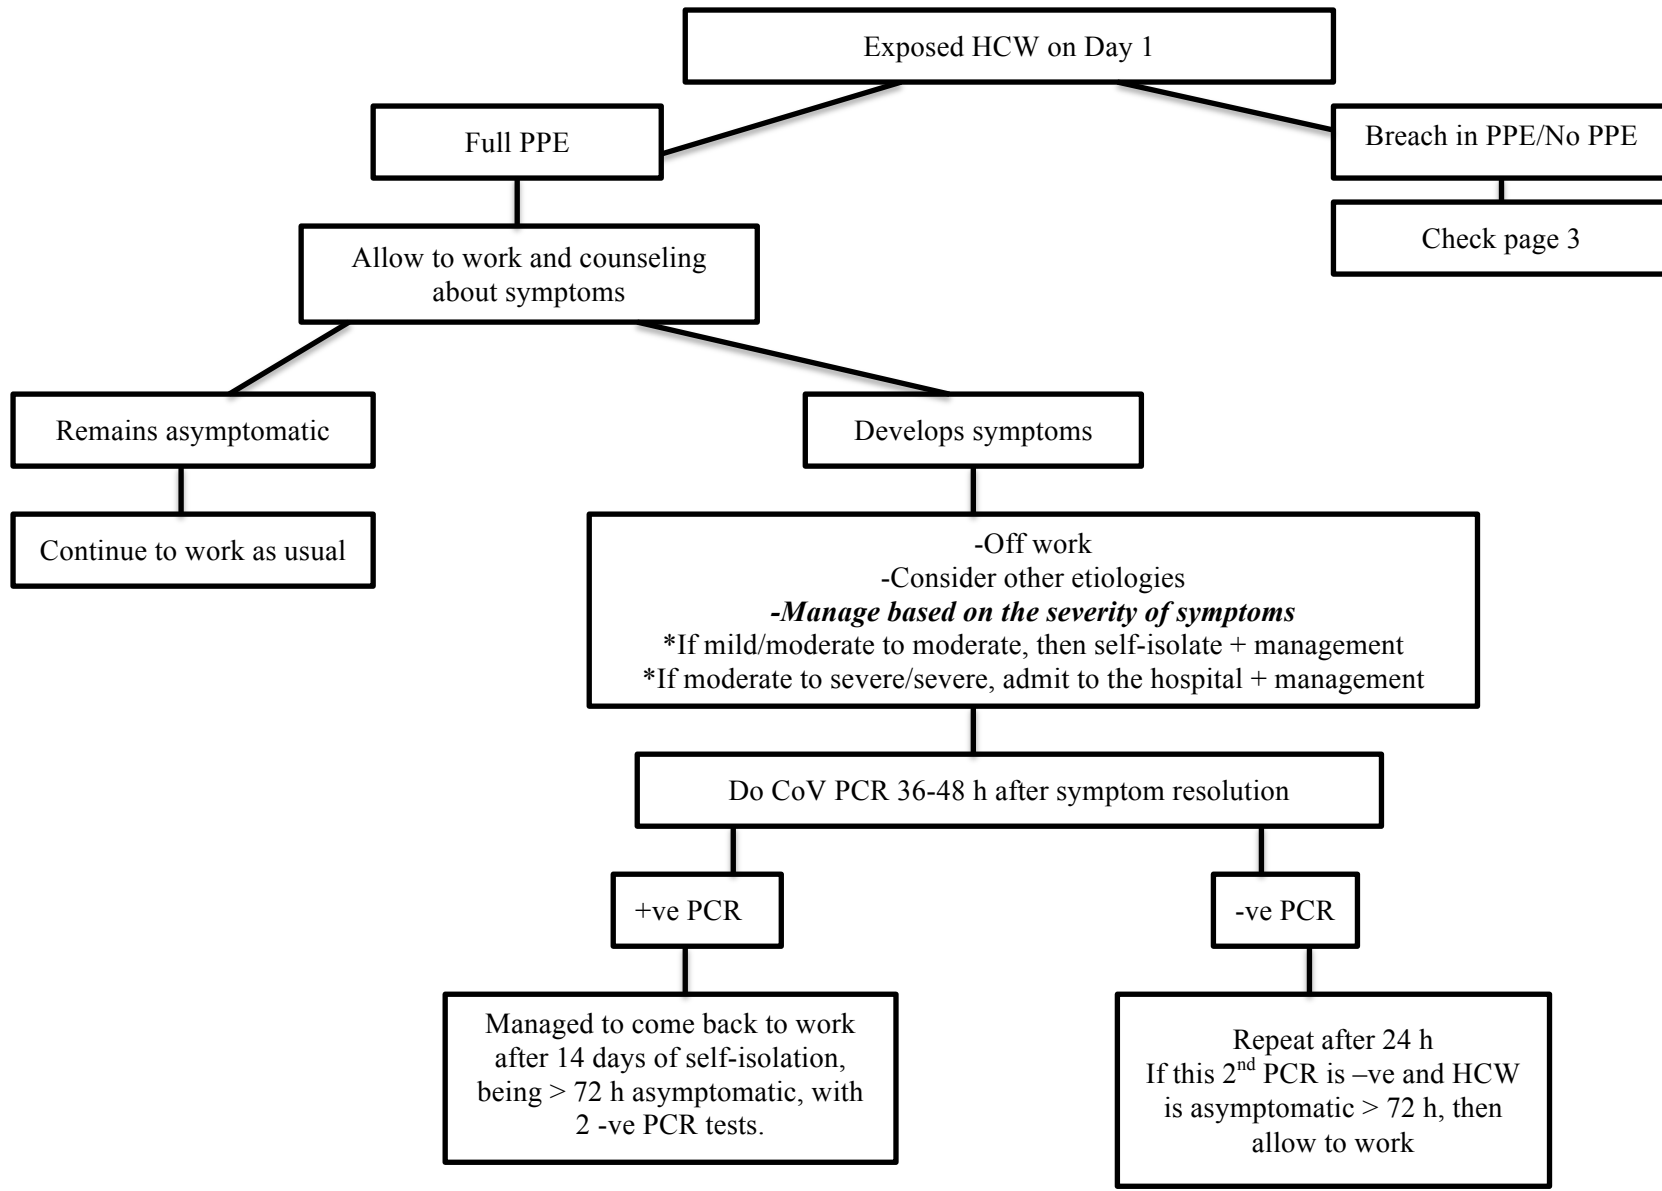 Exposed HCW on Day 1
Full PPE
Breach in PPE/No PPE
Check page 3
Allow to work and counseling
about symptoms
Remains asymptomatic
Develops symptoms
Continue to work as usual
-Off work
-Consider other etiologies
-Manage based on the severity of symptoms
*If mild/moderate to moderate, then self-isolate + management
*If moderate to severe/severe, admit to the hospital + management
Do CoV PCR 36-48 h after symptom resolution
+ve PCR
-ve PCR
Managed to come back to work
after 14 days of self-isolation,
being > 72 h asymptomatic, with
2 -ve PCR tests.
Repeat after 24 h
If this 2nd PCR is –ve and HCW
is asymptomatic > 72 h, then
allow to work